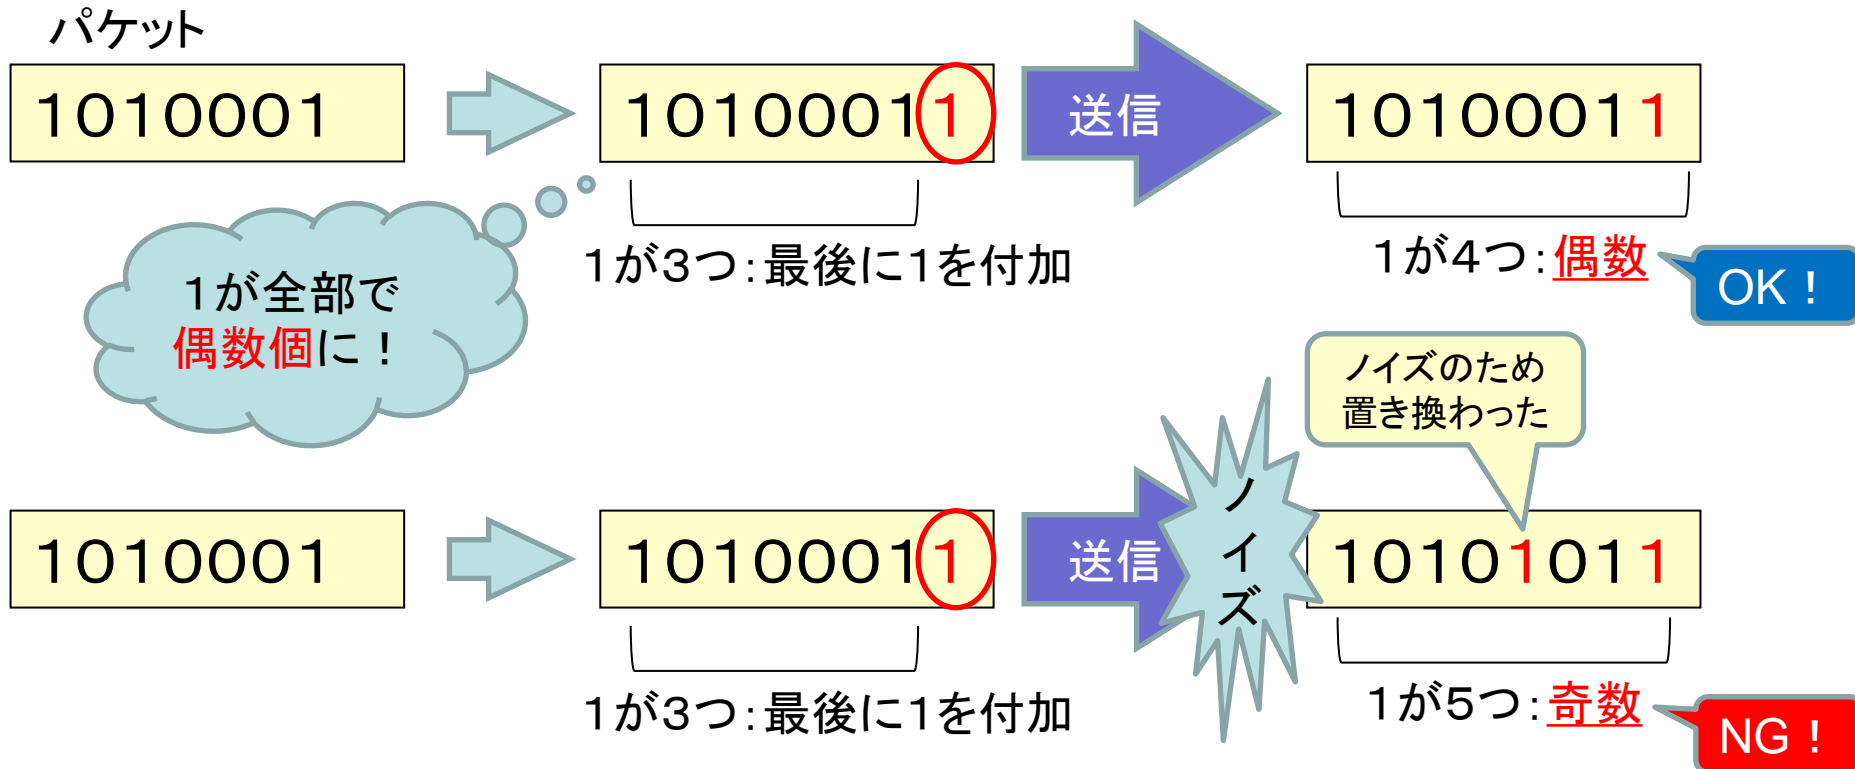 パケット
1010001
10100011
送信
10100011
1が3つ:最後に1を付加
1が4つ:偶数
OK!
1が全部で
偶数個に!
ノイズのため
置き換わった
1010001
10100011
送信
ノイズ
10101011
1が3つ:最後に1を付加
1が5つ:奇数
NG!